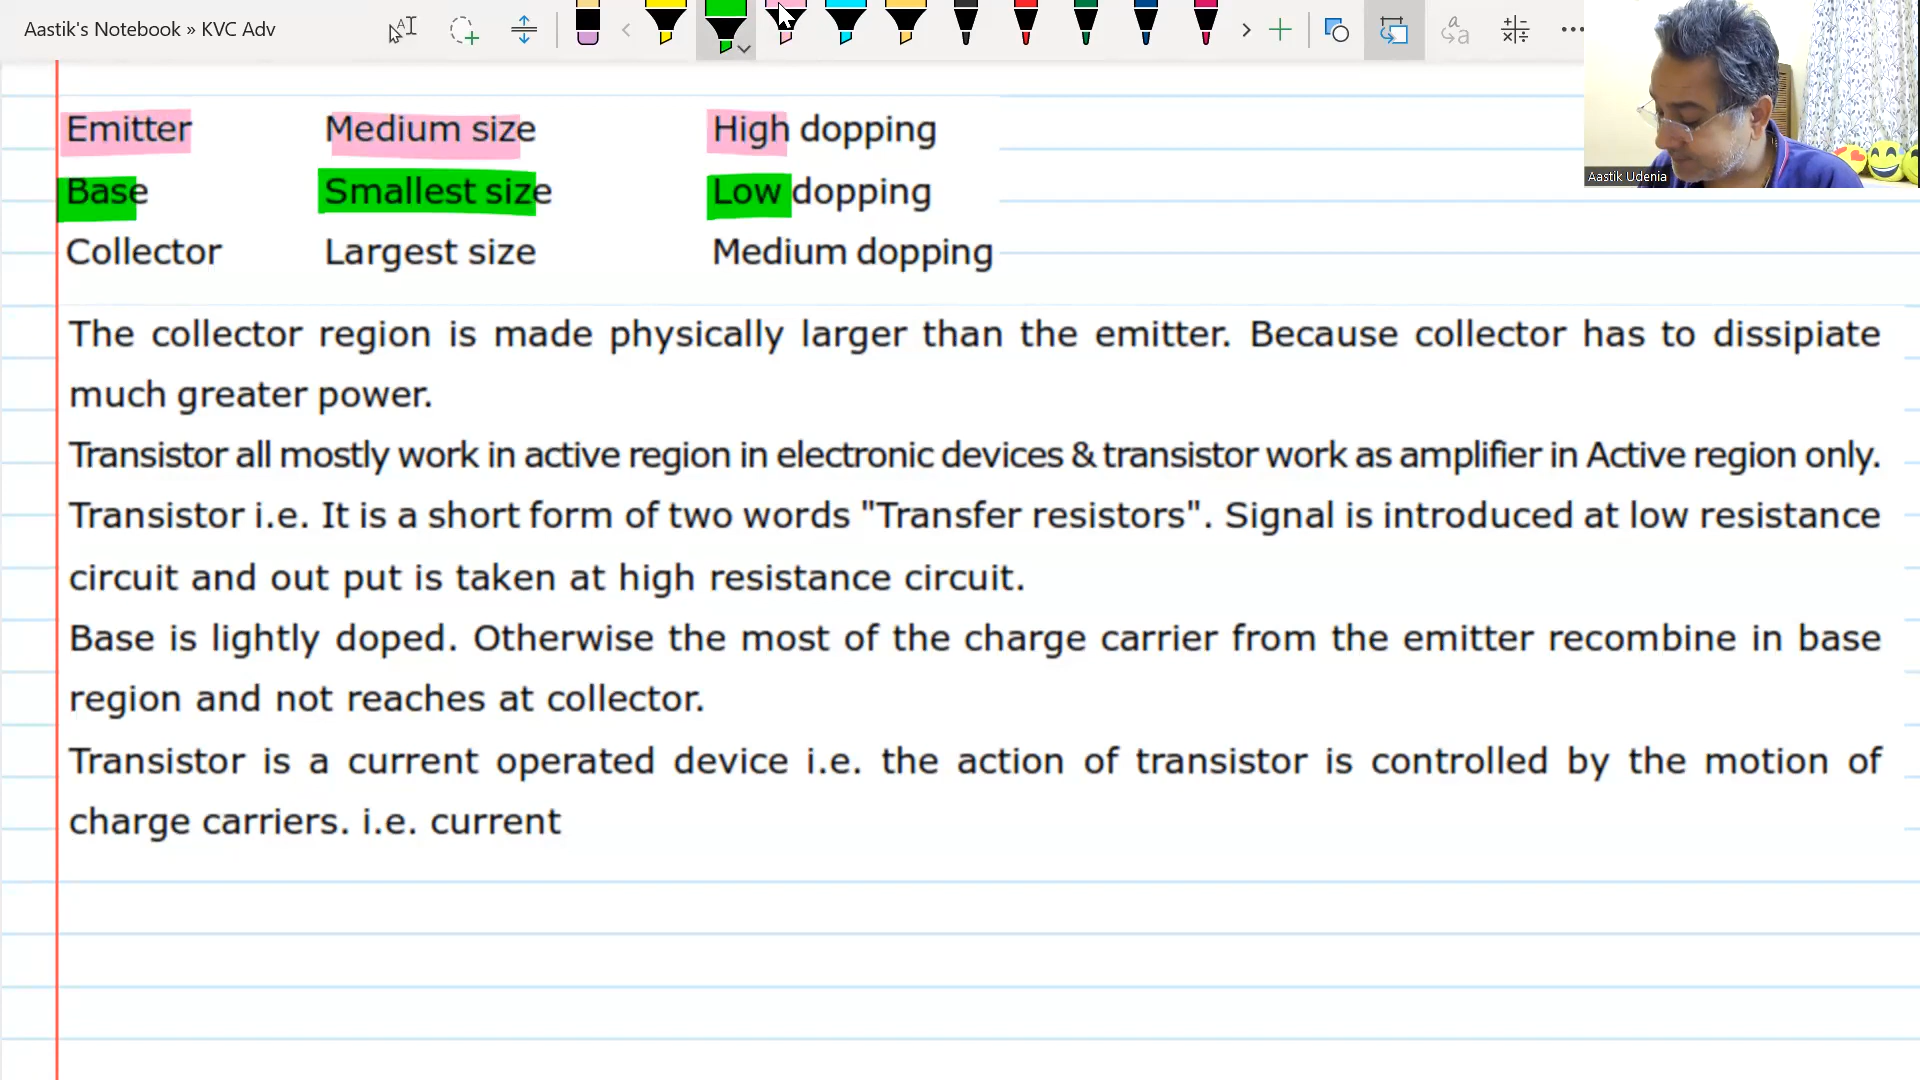 Aastik's Notebook » KVC Adv
Aastik Udenia
Emitter Medium size High dopping
Base Smallest size Low dopping
Collector Largest size Medium dopping
The collector region is made physically larger than the emitter. Because collector has to dissipiate
much greater power.
Transistor all mostly work in active region in electronic devices & transistor work as amplifier in Active region only.
Transistor i.e. It is a short form of two words "Transfer resistors". Signal is introduced at low resistance
circuit and out put is taken at high resistance circuit.
Base is lightly doped. Otherwise the most of the charge carrier from the emitter recombine in base
region and not reaches at collector.
Transistor is a current operated device i.e. the action of transistor is controlled by the motion of
charge carriers. i.e. current